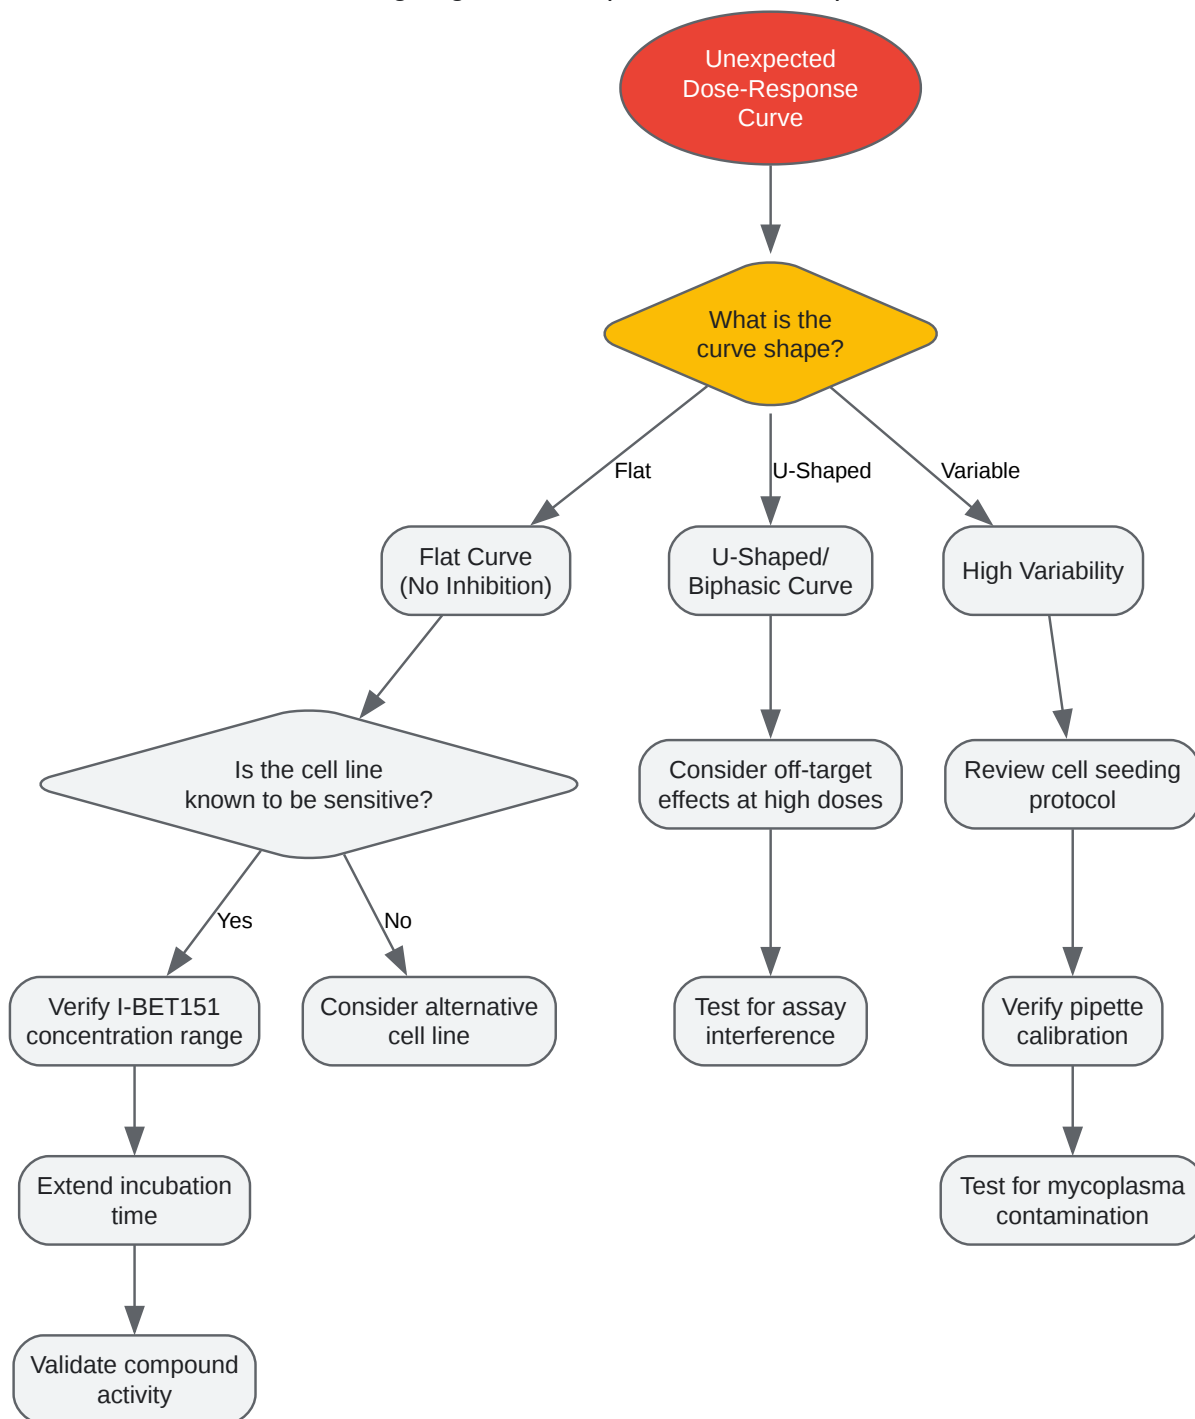 Unexpected
Dose-Response
Curve
What is the
curve shape?
Flat
U-Shaped
Variable
Flat Curve
(No Inhibition)
U-Shaped/
Biphasic Curve
High Variability
Is the cell line
known to be sensitive?
Consider off-target
effects at high doses
Review cell seeding
protocol
Yes
No
Verify I-BET151
concentration range
Consider alternative
cell line
Test for assay
interference
Verify pipette
calibration
Extend incubation
time
Test for mycoplasma
contamination
Validate compound
activity